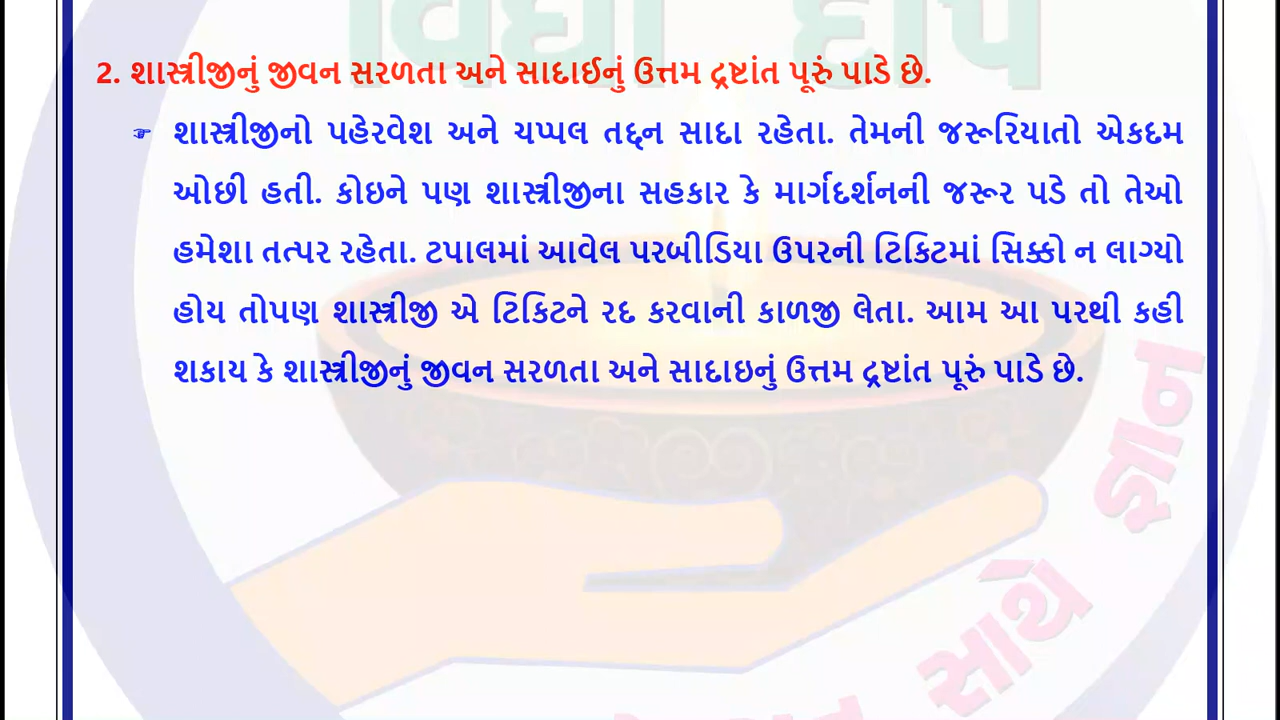 વિદ્યા દીપ
2. શાસ્ત્રીજીનું જીવન સરળતા અને સાદાઈનું ઉત્તમ દ્રષ્ટાંત પૂરું પાડે છે.
☞ શાસ્ત્રીજીનો પહેરવેશ અને ચપ્પલ તદ્દન સાદા રહેતા. તેમની જરૂરિયાતો એકદમ
ઓછી હતી. કોઇને પણ શાસ્ત્રીજીના સહકાર કે માર્ગદર્શનની જરૂર પડે તો તેઓ
હમેશા તત્પર રહેતા. ટપાલમાં આવેલ પરબીડિયા ઉપરની ટિકિટમાં સિક્કો ન લાગ્યો
હોય તોપણ શાસ્ત્રીજી એ ટિકિટને રદ કરવાની કાળજી લેતા. આમ આ પરથી કહી
શકાય કે શાસ્ત્રીજીનું જીવન સરળતા અને સાદાઇનું ઉત્તમ દ્રષ્ટાંત પૂરું પાડે છે.
સાથે જ્ઞાન